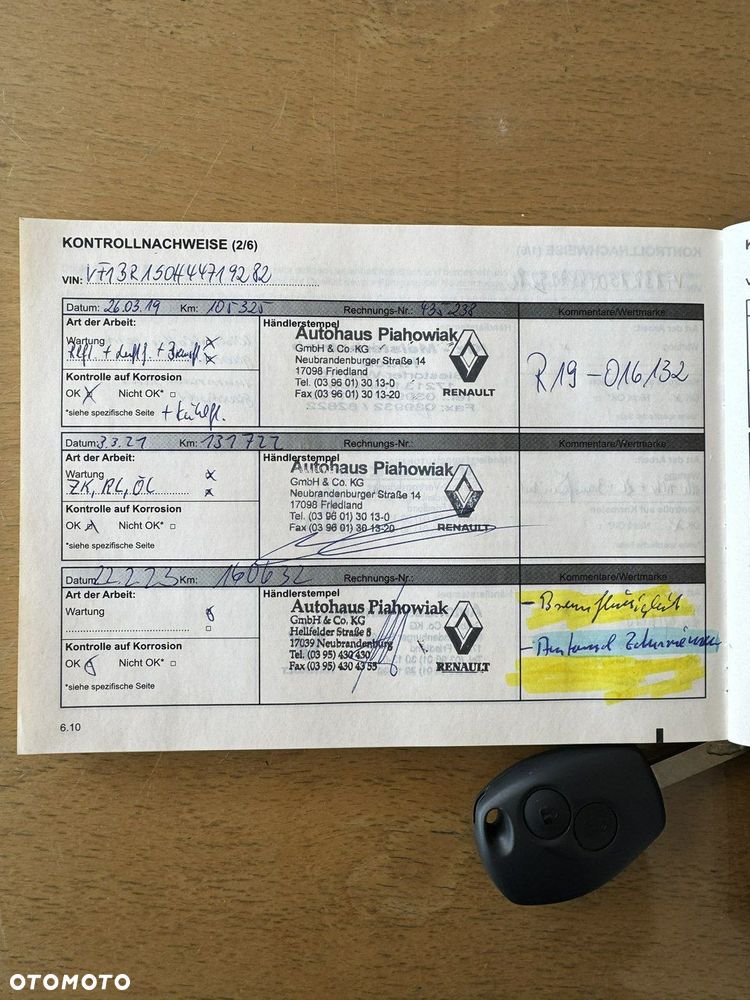 KONTROLLNACHWEISE (2/6)
VIN: VF13R150H44719282
Datum: 26.03.19 Km: 105325 Rechnungs-Nr.: 435238 Kommentare/Wertmarke
Art der Arbeit: Händlerstempel
Wartung x
+ + x
Kontrolle auf Korrosion
OK x Nicht OK*
*siehe spezifische Seite + Kühlfl.
Autohaus Piahowiak
GmbH & Co. KG
Neubrandenburger Straße 14
17098 Friedland
Tel. (03 96 01) 30 13-0
Fax (03 96 01) 30 13-20
RENAULT
R19-016132
Datum: 3.3.21 Km: 131722 Rechnungs-Nr.: Kommentare/Wertmarke
Art der Arbeit: Händlerstempel
Wartung x
ZK, RL, ÖL x
Kontrolle auf Korrosion
OK x Nicht OK*
*siehe spezifische Seite
Autohaus Piahowiak
GmbH & Co. KG
Neubrandenburger Straße 14
17098 Friedland
Tel. (03 96 01) 30 13-0
Fax (03 96 01) 30 13-20
RENAULT
Datum: 22.2.23 Km: 160632 Rechnungs-Nr.: Kommentare/Wertmarke
Art der Arbeit: Händlerstempel
Wartung
Kontrolle auf Korrosion
OK Nicht OK*
*siehe spezifische Seite
Autohaus Piahowiak
GmbH & Co. KG
Hellfelder Straße 5
17039 Neubrandenburg
Tel. (03 95) 430 430
Fax (03 95) 430 43 55
RENAULT
- Bremsflüssigkeit
6.10
OTOMOTO